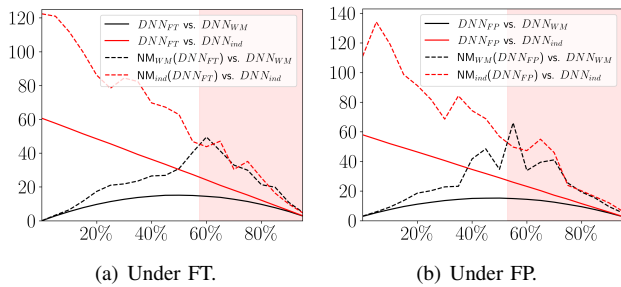 120
100
80
60
40
20
0
DNN_FT vs. DNN_WM
DNN_FT vs. DNN_ind
NM_WM(DNN_FT) vs. DNN_WM
NM_ind(DNN_FT) vs. DNN_ind
20% 40% 60% 80%
(a) Under FT.
140
120
100
80
60
40
20
0
DNN_FP vs. DNN_WM
DNN_FP vs. DNN_ind
NM_WM(DNN_FP) vs. DNN_WM
NM_ind(DNN_FP) vs. DNN_ind
20% 40% 60% 80%
(b) Under FP.